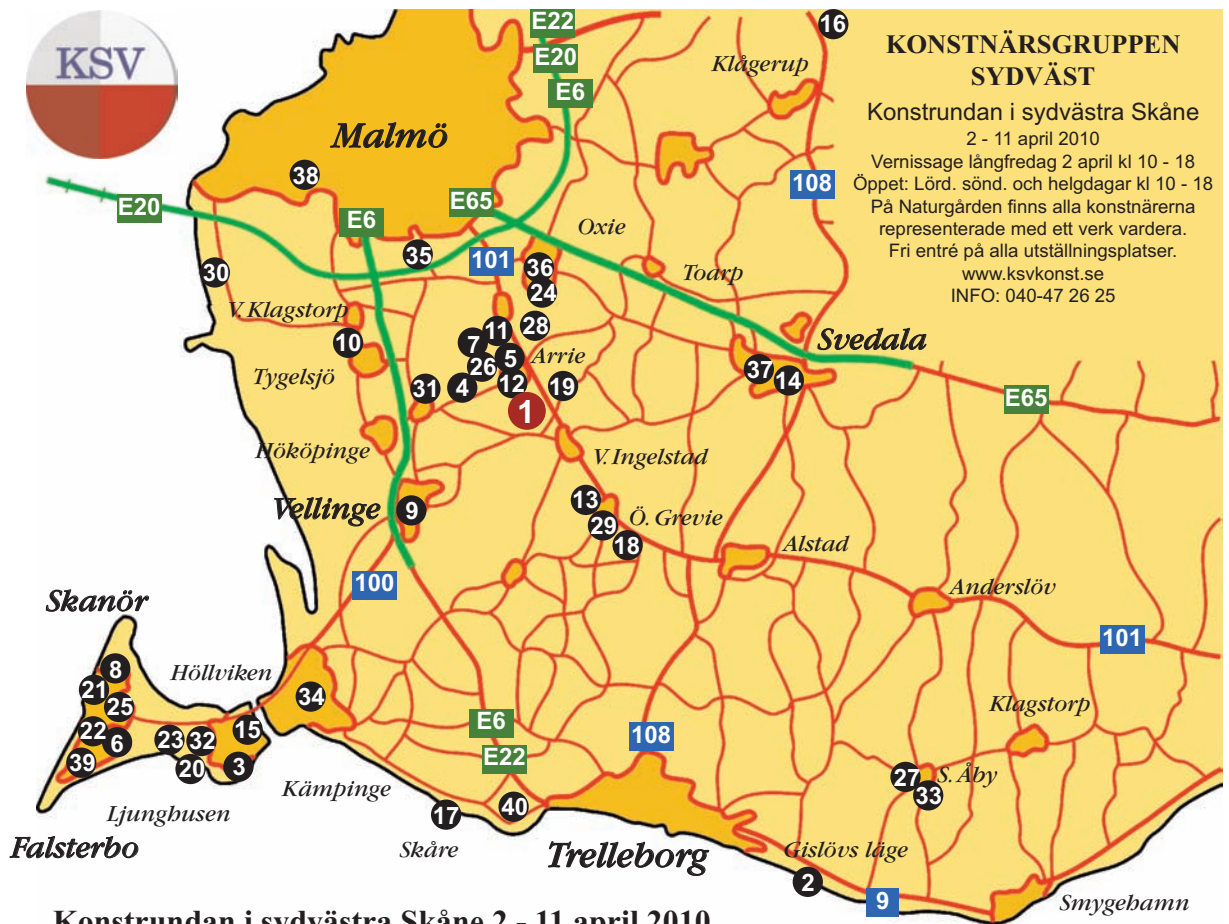 KSV
KONSTNÄRSGRUPPEN
SYDVÄST
Konstrundan i sydvästra Skåne
2 - 11 april 2010
Vernissage långfredag 2 april kl 10 - 18
Öppet: Lörd. sönd. och helgdagar kl 10 - 18
På Naturgården finns alla konstnärerna
representerade med ett verk vardera.
Fri entré på alla utställningsplatser.
www.ksvkonst.se
INFO: 040-47 26 25
E22
E20
E6
16
Klågerup
Malmö
38
108
E20
E6
E65
Oxie
35
101
36
24
30
Toarp
V. Klagstorp
10
7
11
28
5
Arrie
26
Svedala
Tygelsjö
31
4
12
19
37
14
1
E65
Hököpinge
V. Ingelstad
Vellinge
9
13
29
Ö. Grevie
18
Alstad
100
Anderslöv
Skanör
101
8
Höllviken
21
25
34
Klagstorp
22
6
23
32
15
E6
108
39
20
3
E22
27
S. Åby
33
Kämpinge
17
40
Ljunghusen
Falsterbo
Skåre
Trelleborg
Gislövs läge
2
9
Smygehamn
Konstrundan i sydvästra Skåne 2 - 11 april 2010